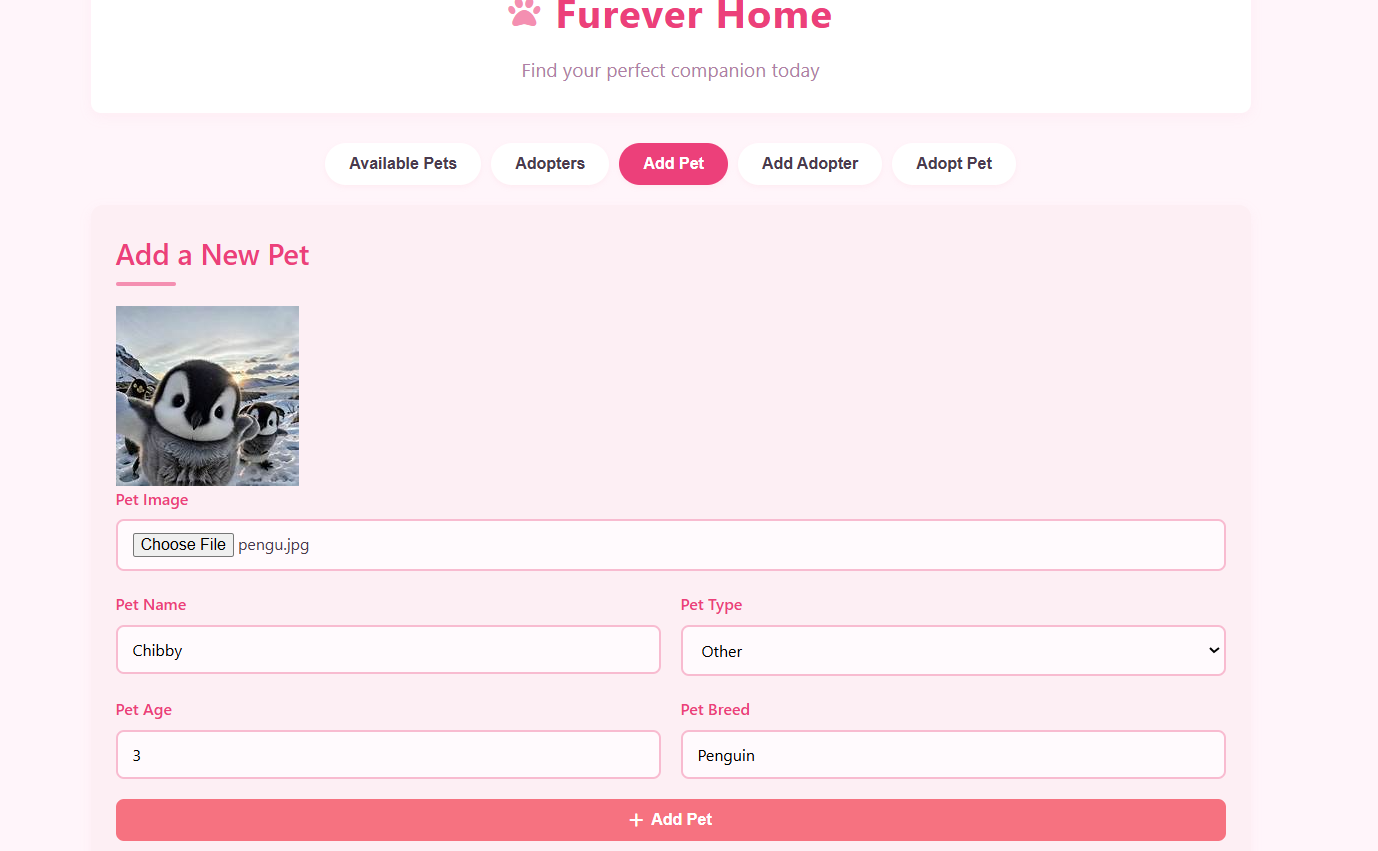 Furever Home
Find your perfect companion today
Available Pets Adopters Add Pet Add Adopter Adopt Pet
Add a New Pet
Pet Image
Choose File pengu.jpg
Pet Name Pet Type
Chibby Other
Pet Age Pet Breed
3 Penguin
+ Add Pet